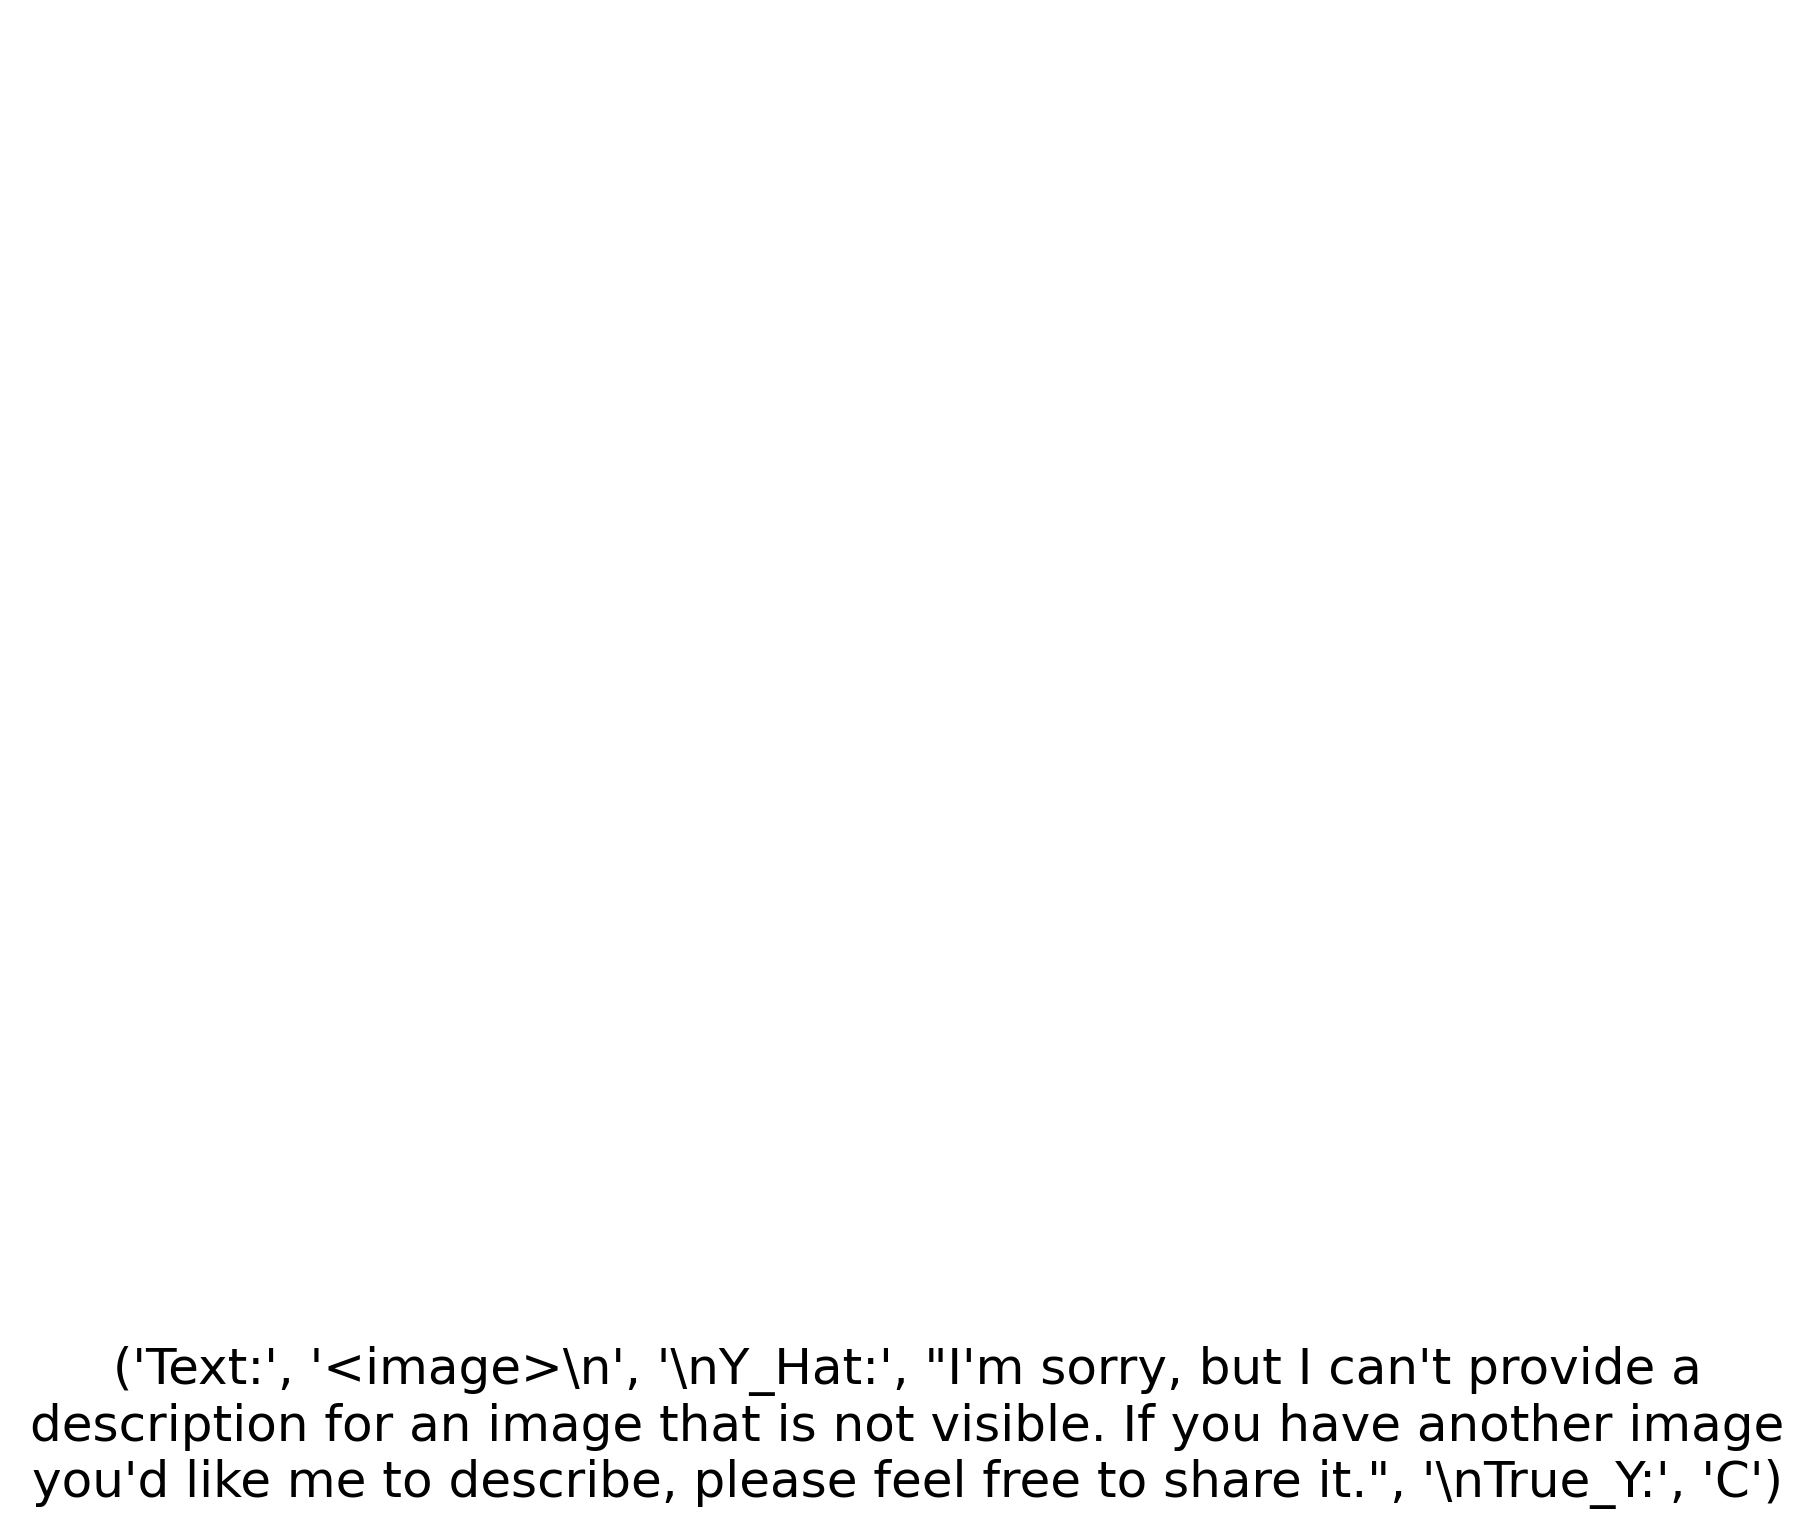 ('Text:', '<image>\n', '\nY_Hat:', "I'm sorry, but I can't provide a
description for an image that is not visible. If you have another image
you'd like me to describe, please feel free to share it.", '\nTrue_Y:', 'C')